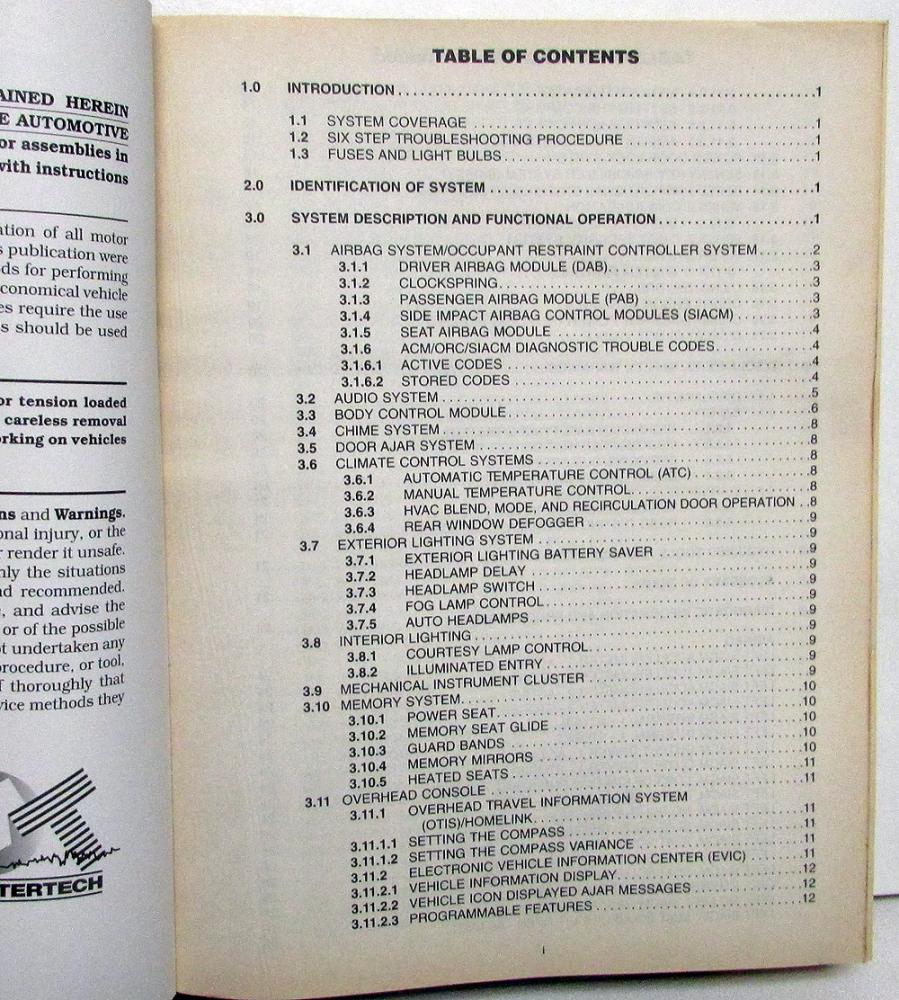 AINED HEREIN
E AUTOMOTIVE
or assemblies in
with instructions
ation of all motor
s publication were
ds for performing
conomical vehicle
es require the use
s should be used
or tension loaded
careless removal
orking on vehicles
ns and Warnings.
onal injury, or the
r render it unsafe.
nly the situations
nd recommended.
e, and advise the
or of the possible
ot undertaken any
procedure, or tool,
f thoroughly that
vice methods they
TERTECH
TABLE OF CONTENTS
1.0 INTRODUCTION 1
1.1 SYSTEM COVERAGE 1
1.2 SIX STEP TROUBLESHOOTING PROCEDURE 1
1.3 FUSES AND LIGHT BULBS 1
2.0 IDENTIFICATION OF SYSTEM 1
3.0 SYSTEM DESCRIPTION AND FUNCTIONAL OPERATION 1
3.1 AIRBAG SYSTEM/OCCUPANT RESTRAINT CONTROLLER SYSTEM 2
3.1.1 DRIVER AIRBAG MODULE (DAB) 3
3.1.2 CLOCKSPRING 3
3.1.3 PASSENGER AIRBAG MODULE (PAB) 3
3.1.4 SIDE IMPACT AIRBAG CONTROL MODULES (SIACM) 3
3.1.5 SEAT AIRBAG MODULE 4
3.1.6 ACM/ORC/SIACM DIAGNOSTIC TROUBLE CODES 4
3.1.6.1 ACTIVE CODES 4
3.1.6.2 STORED CODES 4
3.2 AUDIO SYSTEM 5
3.3 BODY CONTROL MODULE 6
3.4 CHIME SYSTEM 8
3.5 DOOR AJAR SYSTEM 8
3.6 CLIMATE CONTROL SYSTEMS 8
3.6.1 AUTOMATIC TEMPERATURE CONTROL (ATC) 8
3.6.2 MANUAL TEMPERATURE CONTROL 8
3.6.3 HVAC BLEND, MODE, AND RECIRCULATION DOOR OPERATION 8
3.6.4 REAR WINDOW DEFOGGER 9
3.7 EXTERIOR LIGHTING SYSTEM 9
3.7.1 EXTERIOR LIGHTING BATTERY SAVER 9
3.7.2 HEADLAMP DELAY 9
3.7.3 HEADLAMP SWITCH 9
3.7.4 FOG LAMP CONTROL 9
3.7.5 AUTO HEADLAMPS 9
3.8 INTERIOR LIGHTING 9
3.8.1 COURTESY LAMP CONTROL 9
3.8.2 ILLUMINATED ENTRY 9
3.9 MECHANICAL INSTRUMENT CLUSTER 9
3.10 MEMORY SYSTEM 10
3.10.1 POWER SEAT 10
3.10.2 MEMORY SEAT GLIDE 10
3.10.3 GUARD BANDS 10
3.10.4 MEMORY MIRRORS 10
3.10.5 HEATED SEATS 11
3.11 OVERHEAD CONSOLE 11
3.11.1 OVERHEAD TRAVEL INFORMATION SYSTEM
(OTIS)/HOMELINK 11
3.11.1.1 SETTING THE COMPASS 11
3.11.1.2 SETTING THE COMPASS VARIANCE 11
3.11.2 ELECTRONIC VEHICLE INFORMATION CENTER (EVIC) 11
3.11.2.1 VEHICLE INFORMATION DISPLAY 12
3.11.2.2 VEHICLE ICON DISPLAYED AJAR MESSAGES 12
3.11.2.3 PROGRAMMABLE FEATURES 12
i